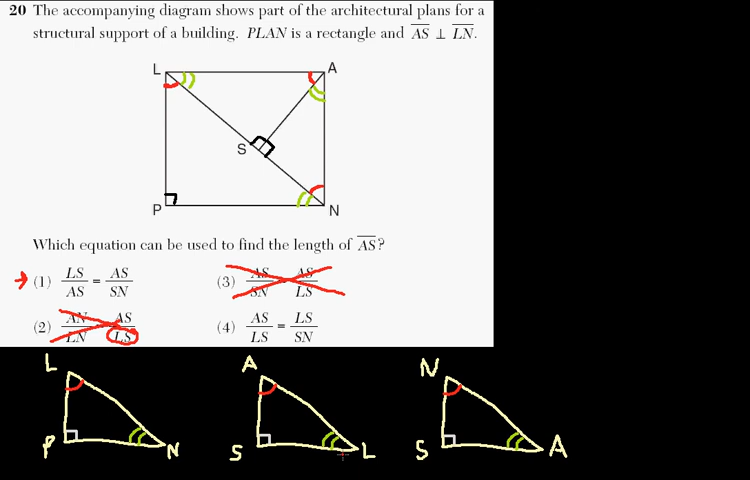 20 The accompanying diagram shows part of the architectural plans for a
structural support of a building. PLAN is a rectangle and AS ⊥ LN.
L
A
S
P
N
Which equation can be used to find the length of AS?
(1) LS/AS = AS/SN
(3) AS/SN = AS/LS
(2) AN/LN = AS/LS
(4) AS/LS = LS/SN
L
A
N
P
N
S
L
S
A